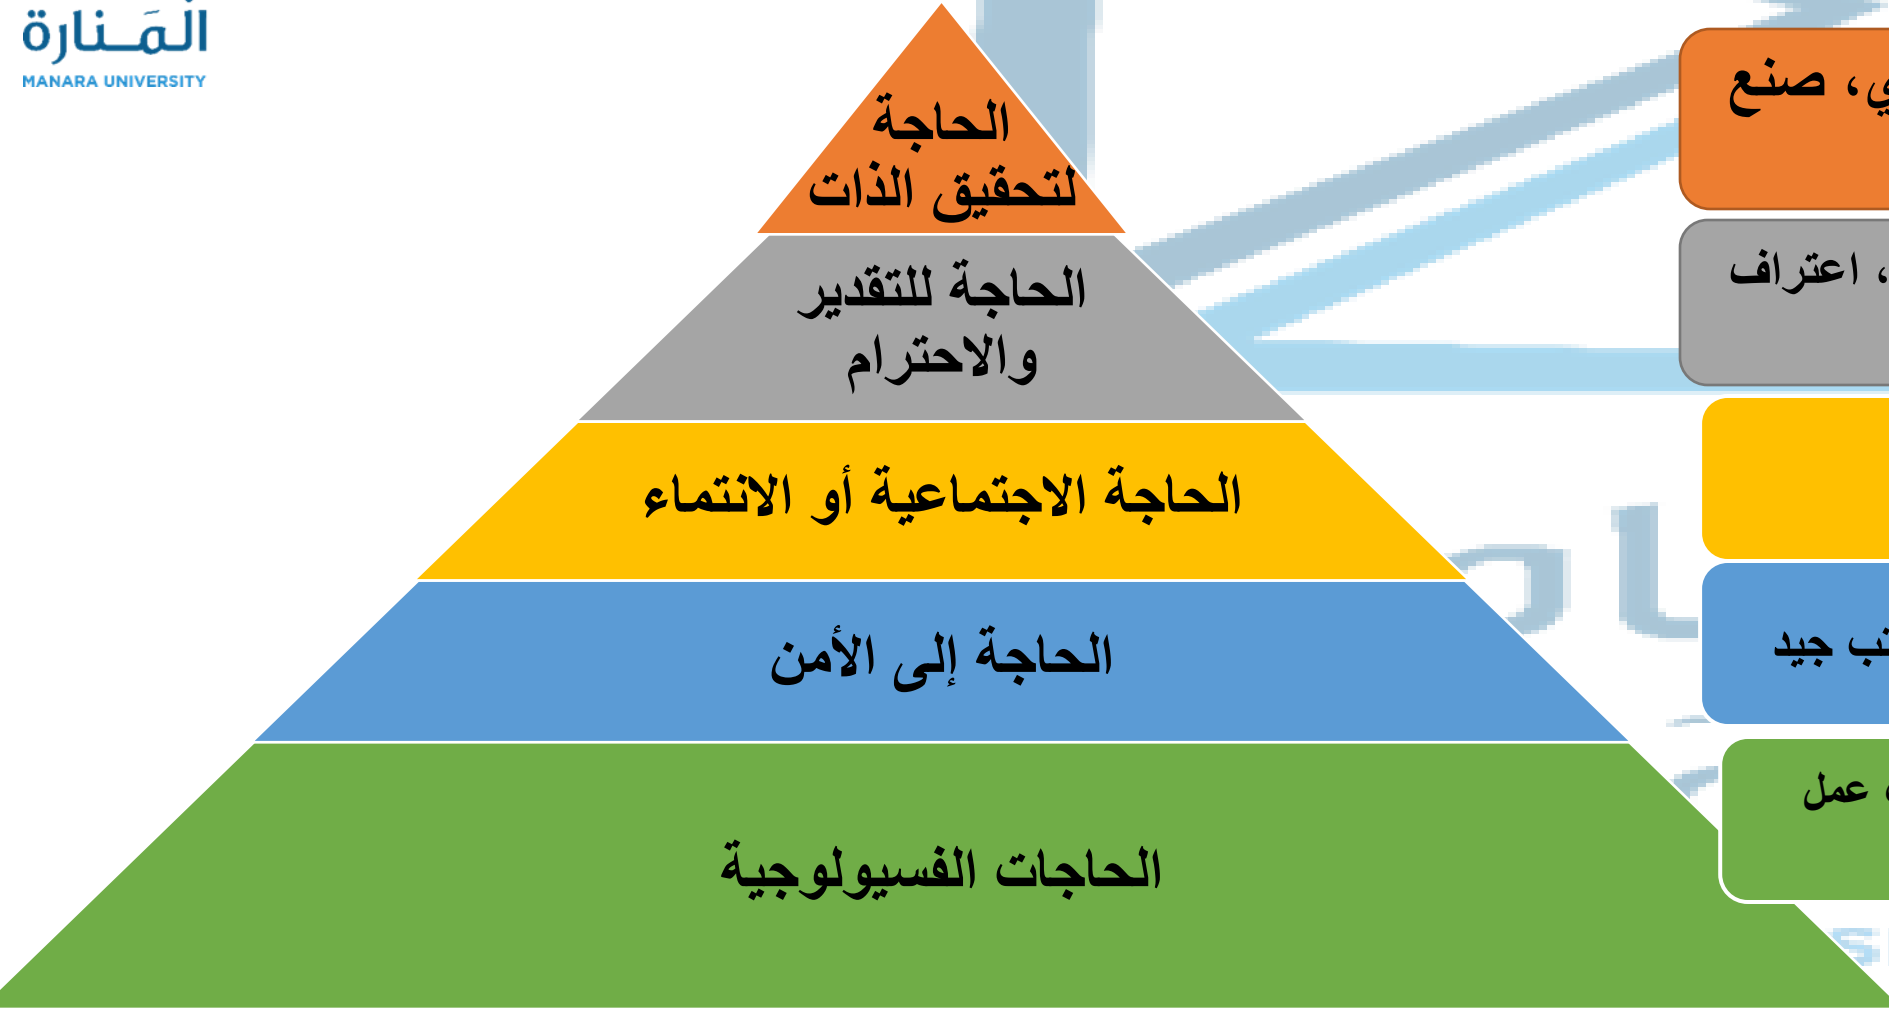 المَنارة
MANARA UNIVERSITY
الحاجة
لتحقيق الذات
صنع
الحاجة للتقدير
والاحترام
، اعتراف
الحاجة الاجتماعية أو الانتماء
الحاجة إلى الأمن
جيد
الحاجات الفسيولوجية
عمل